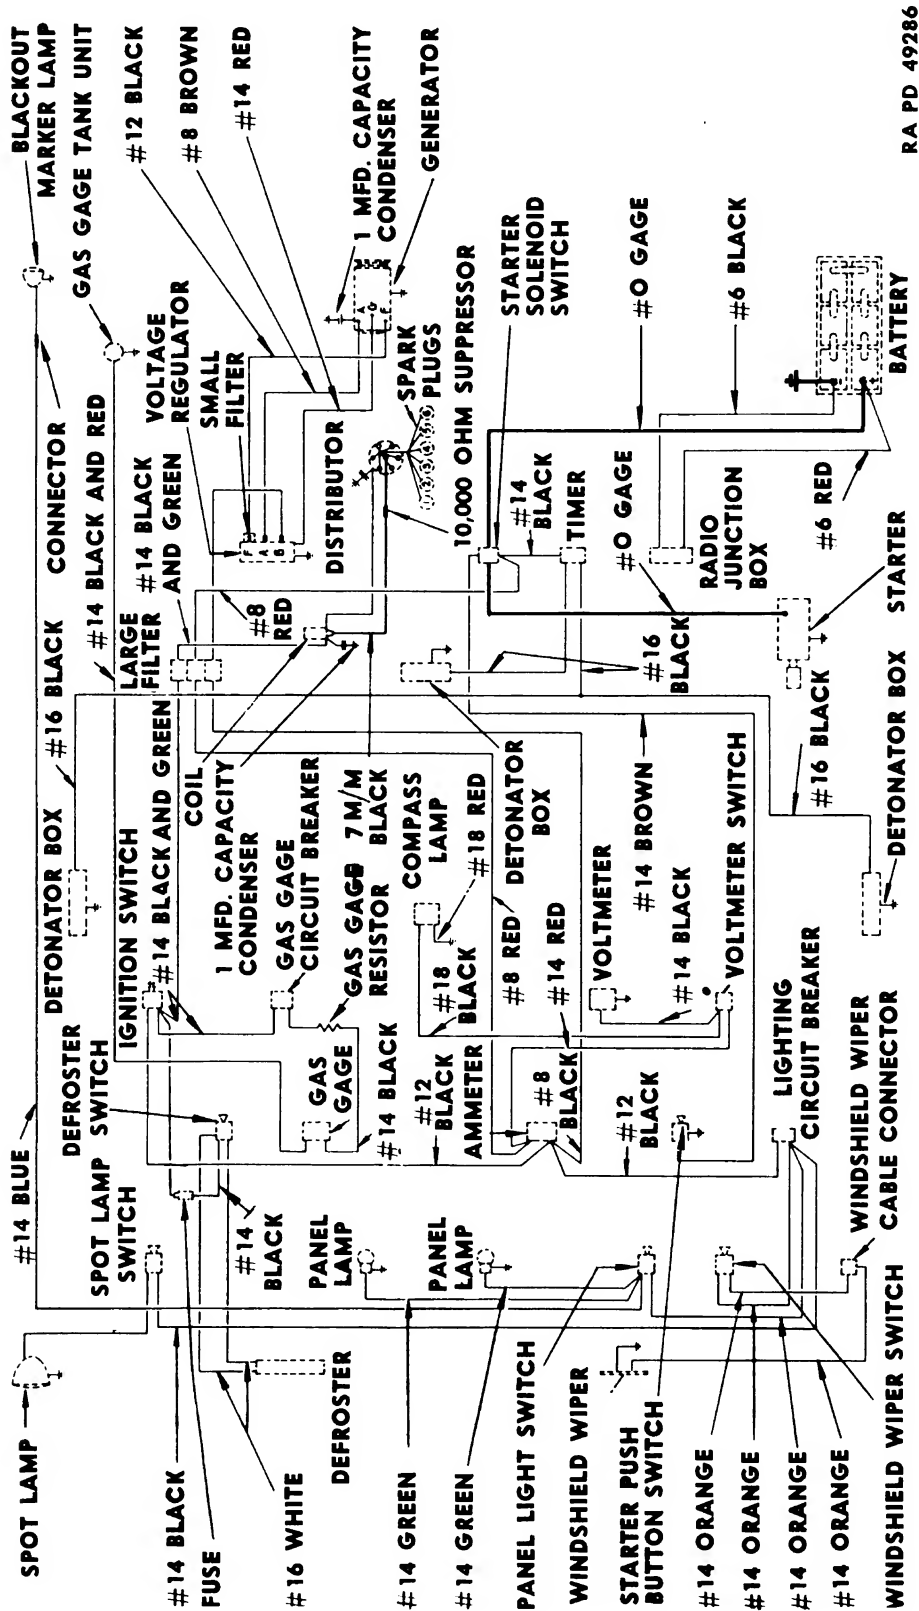 SPOT LAMP
#14 BLUE
BLACKOUT
MARKER LAMP
DETONATOR BOX
#16 BLACK
CONNECTOR
GAS GAGE TANK UNIT
DEFROSTER
SWITCH
SPOT LAMP
SWITCH
IGNITION SWITCH
#14 BLACK AND GREEN
LARGE
FILTER
#14 BLACK AND RED
#14 BLACK
AND GREEN
VOLTAGE
REGULATOR
SMALL
FILTER
#12 BLACK
#8 BROWN
#14 RED
#14 BLACK
FUSE
#16 WHITE
DEFROSTER
#14
BLACK
PANEL
LAMP
GAS
GAGE
COIL
1 MFD. CAPACITY
CONDENSER
GAS GAGE
CIRCUIT BREAKER
GAS GAGE
RESISTOR
7 M/M
BLACK
#8
RED
DISTRIBUTOR
1 MFD. CAPACITY
CONDENSER
GENERATOR
SPARK
PLUGS
10,000 OHM SUPPRESSOR
F
A
B
A
G
F
#14 GREEN
#14 GREEN
PANEL
LAMP
#14 BLACK
#12
BLACK
AMMETER
COMPASS
LAMP
#18
BLACK
#18 RED
#8 RED
#14 RED
DETONATOR
BOX
#14
BLACK
TIMER
STARTER
SOLENOID
SWITCH
PANEL LIGHT SWITCH
WINDSHIELD WIPER
STARTER PUSH
BUTTON SWITCH
#8
BLACK
#12
BLACK
VOLTMETER
#14 BROWN
#14 BLACK
VOLTMETER SWITCH
#16
BLACK
#0 GAGE
RADIO
JUNCTION
BOX
#0 GAGE
#6 BLACK
#14 ORANGE
#14 ORANGE
#14 ORANGE
#14 ORANGE
WINDSHIELD WIPER SWITCH
LIGHTING
CIRCUIT BREAKER
WINDSHIELD WIPER
CABLE CONNECTOR
#16 BLACK
DETONATOR BOX
STARTER
#6 RED
BATTERY
RA PD 49286